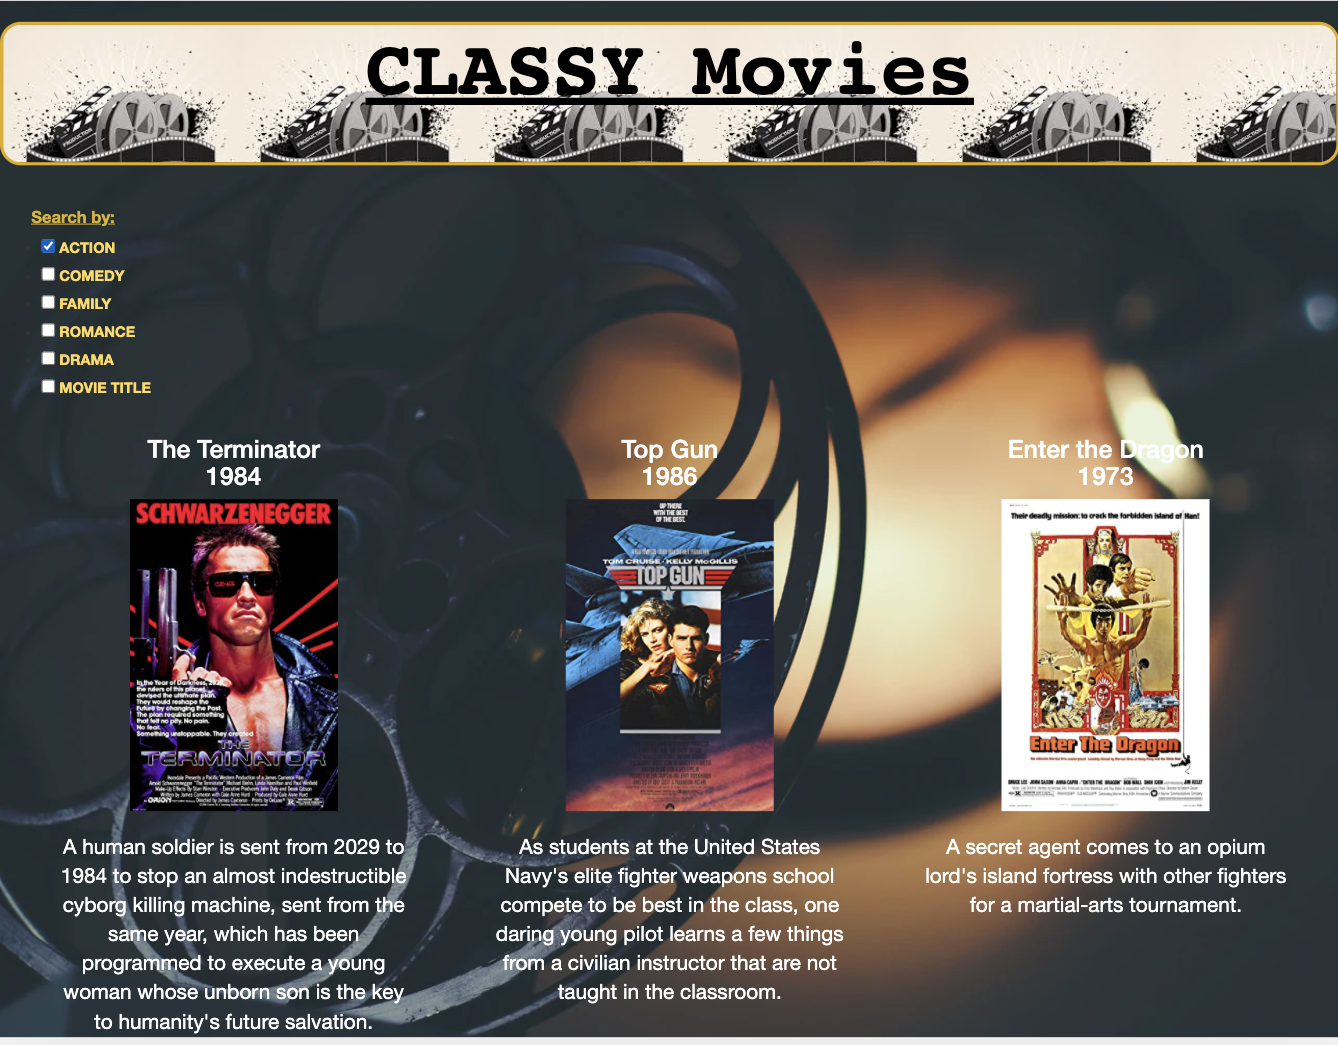 CLASSY Movies
PRODUCTION
PRODUCTION
PRODUCTION
PRODUCTION
PRODUCTION
PRODUCTION
Search by:
ACTION
COMEDY
FAMILY
ROMANCE
DRAMA
MOVIE TITLE
The Terminator
1984
SCHWARZENEGGER
In the Year of Darkness, 2029,
the rulers of this planet
devised the ultimate plan.
They would reshape the
Future by changing the Past.
The plan required something
that felt no pity. No pain.
No fear.
Something unstoppable. They created
THE
TERMINATOR
ORION
A human soldier is sent from 2029 to
1984 to stop an almost indestructible
cyborg killing machine, sent from the
same year, which has been
programmed to execute a young
woman whose unborn son is the key
to humanity's future salvation.
Top Gun
1986
UP THERE
WITH THE BEST
OF THE BEST.
TOM CRUISE · KELLY McGILLIS
TOP GUN
As students at the United States
Navy's elite fighter weapons school
compete to be best in the class, one
daring young pilot learns a few things
from a civilian instructor that are not
taught in the classroom.
Enter the Dragon
1973
Their deadly mission: to crack the forbidden island of Han!
Enter The Dragon
A secret agent comes to an opium
lord's island fortress with other fighters
for a martial-arts tournament.